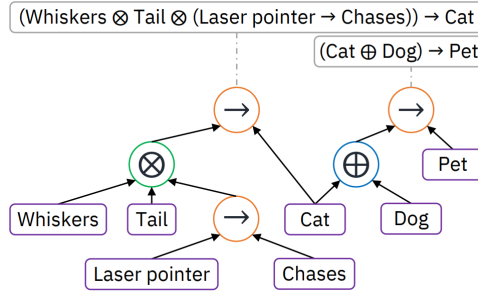 (Whiskers ⊗ Tail ⊗ (Laser pointer → Chases)) → Cat
(Cat ⊕ Dog) → Pet
→
→
⊗
⊕
Pet
Whiskers
Tail
→
Cat
Dog
Laser pointer
Chases